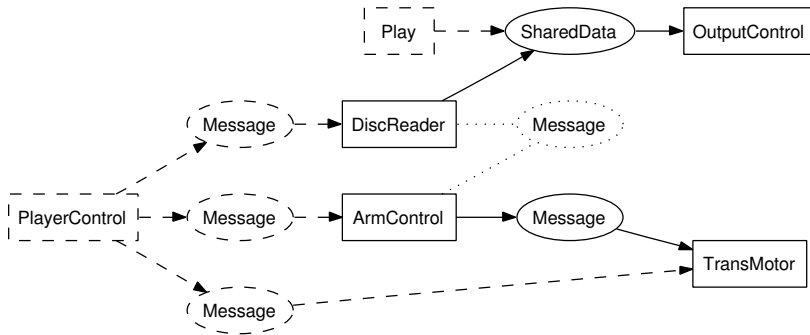 Play
SharedData
OutputControl
Message
DiscReader
Message
PlayerControl
Message
ArmControl
Message
TransMotor
Message